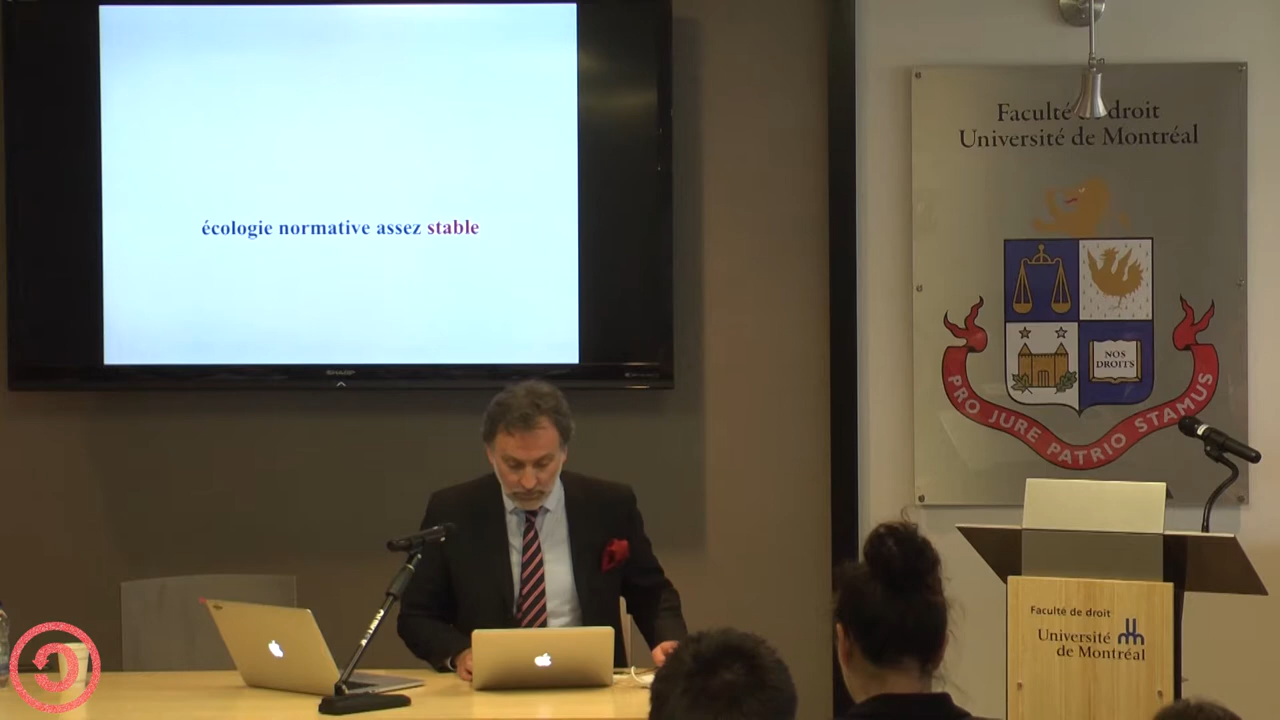 écologie normative assez stable
SHARP
Faculté de droit
Université de Montréal
NOS
DROITS
PRO JURE PATRIO STAMUS
Faculté de droit
Université
de Montréal